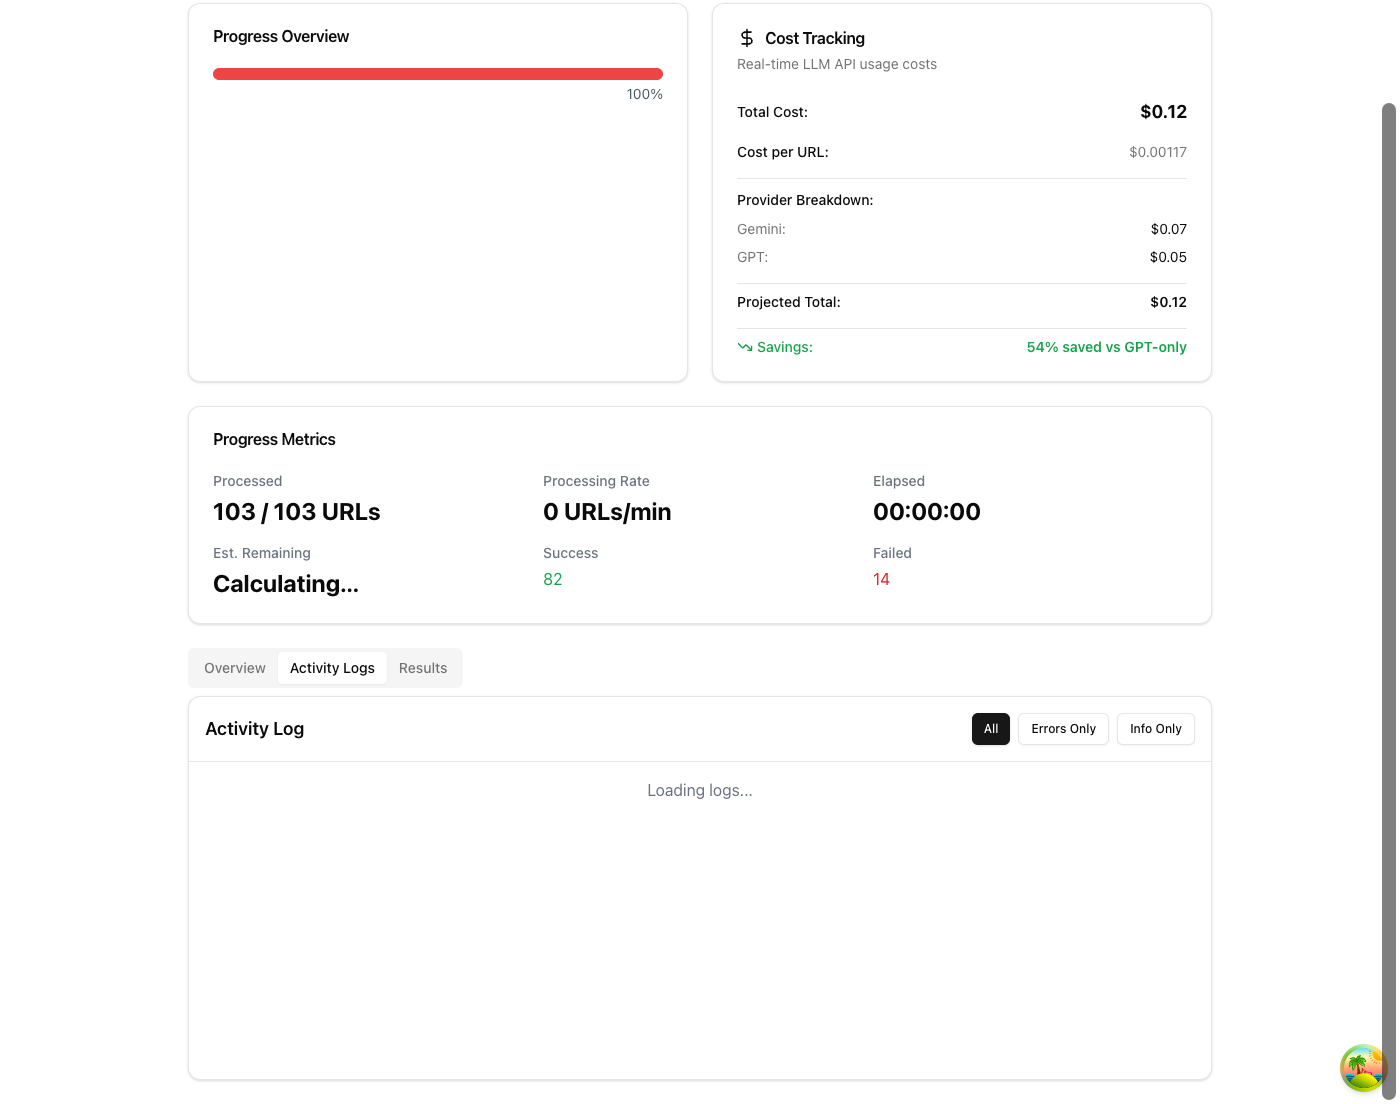 Progress Overview
100%
Cost Tracking
Real-time LLM API usage costs
Total Cost: $0.12
Cost per URL: $0.00117
Provider Breakdown:
Gemini: $0.07
GPT: $0.05
Projected Total: $0.12
Savings: 54% saved vs GPT-only
Progress Metrics
Processed Processing Rate Elapsed
103 / 103 URLs 0 URLs/min 00:00:00
Est. Remaining Success Failed
Calculating... 82 14
Overview Activity Logs Results
Activity Log All Errors Only Info Only
Loading logs...